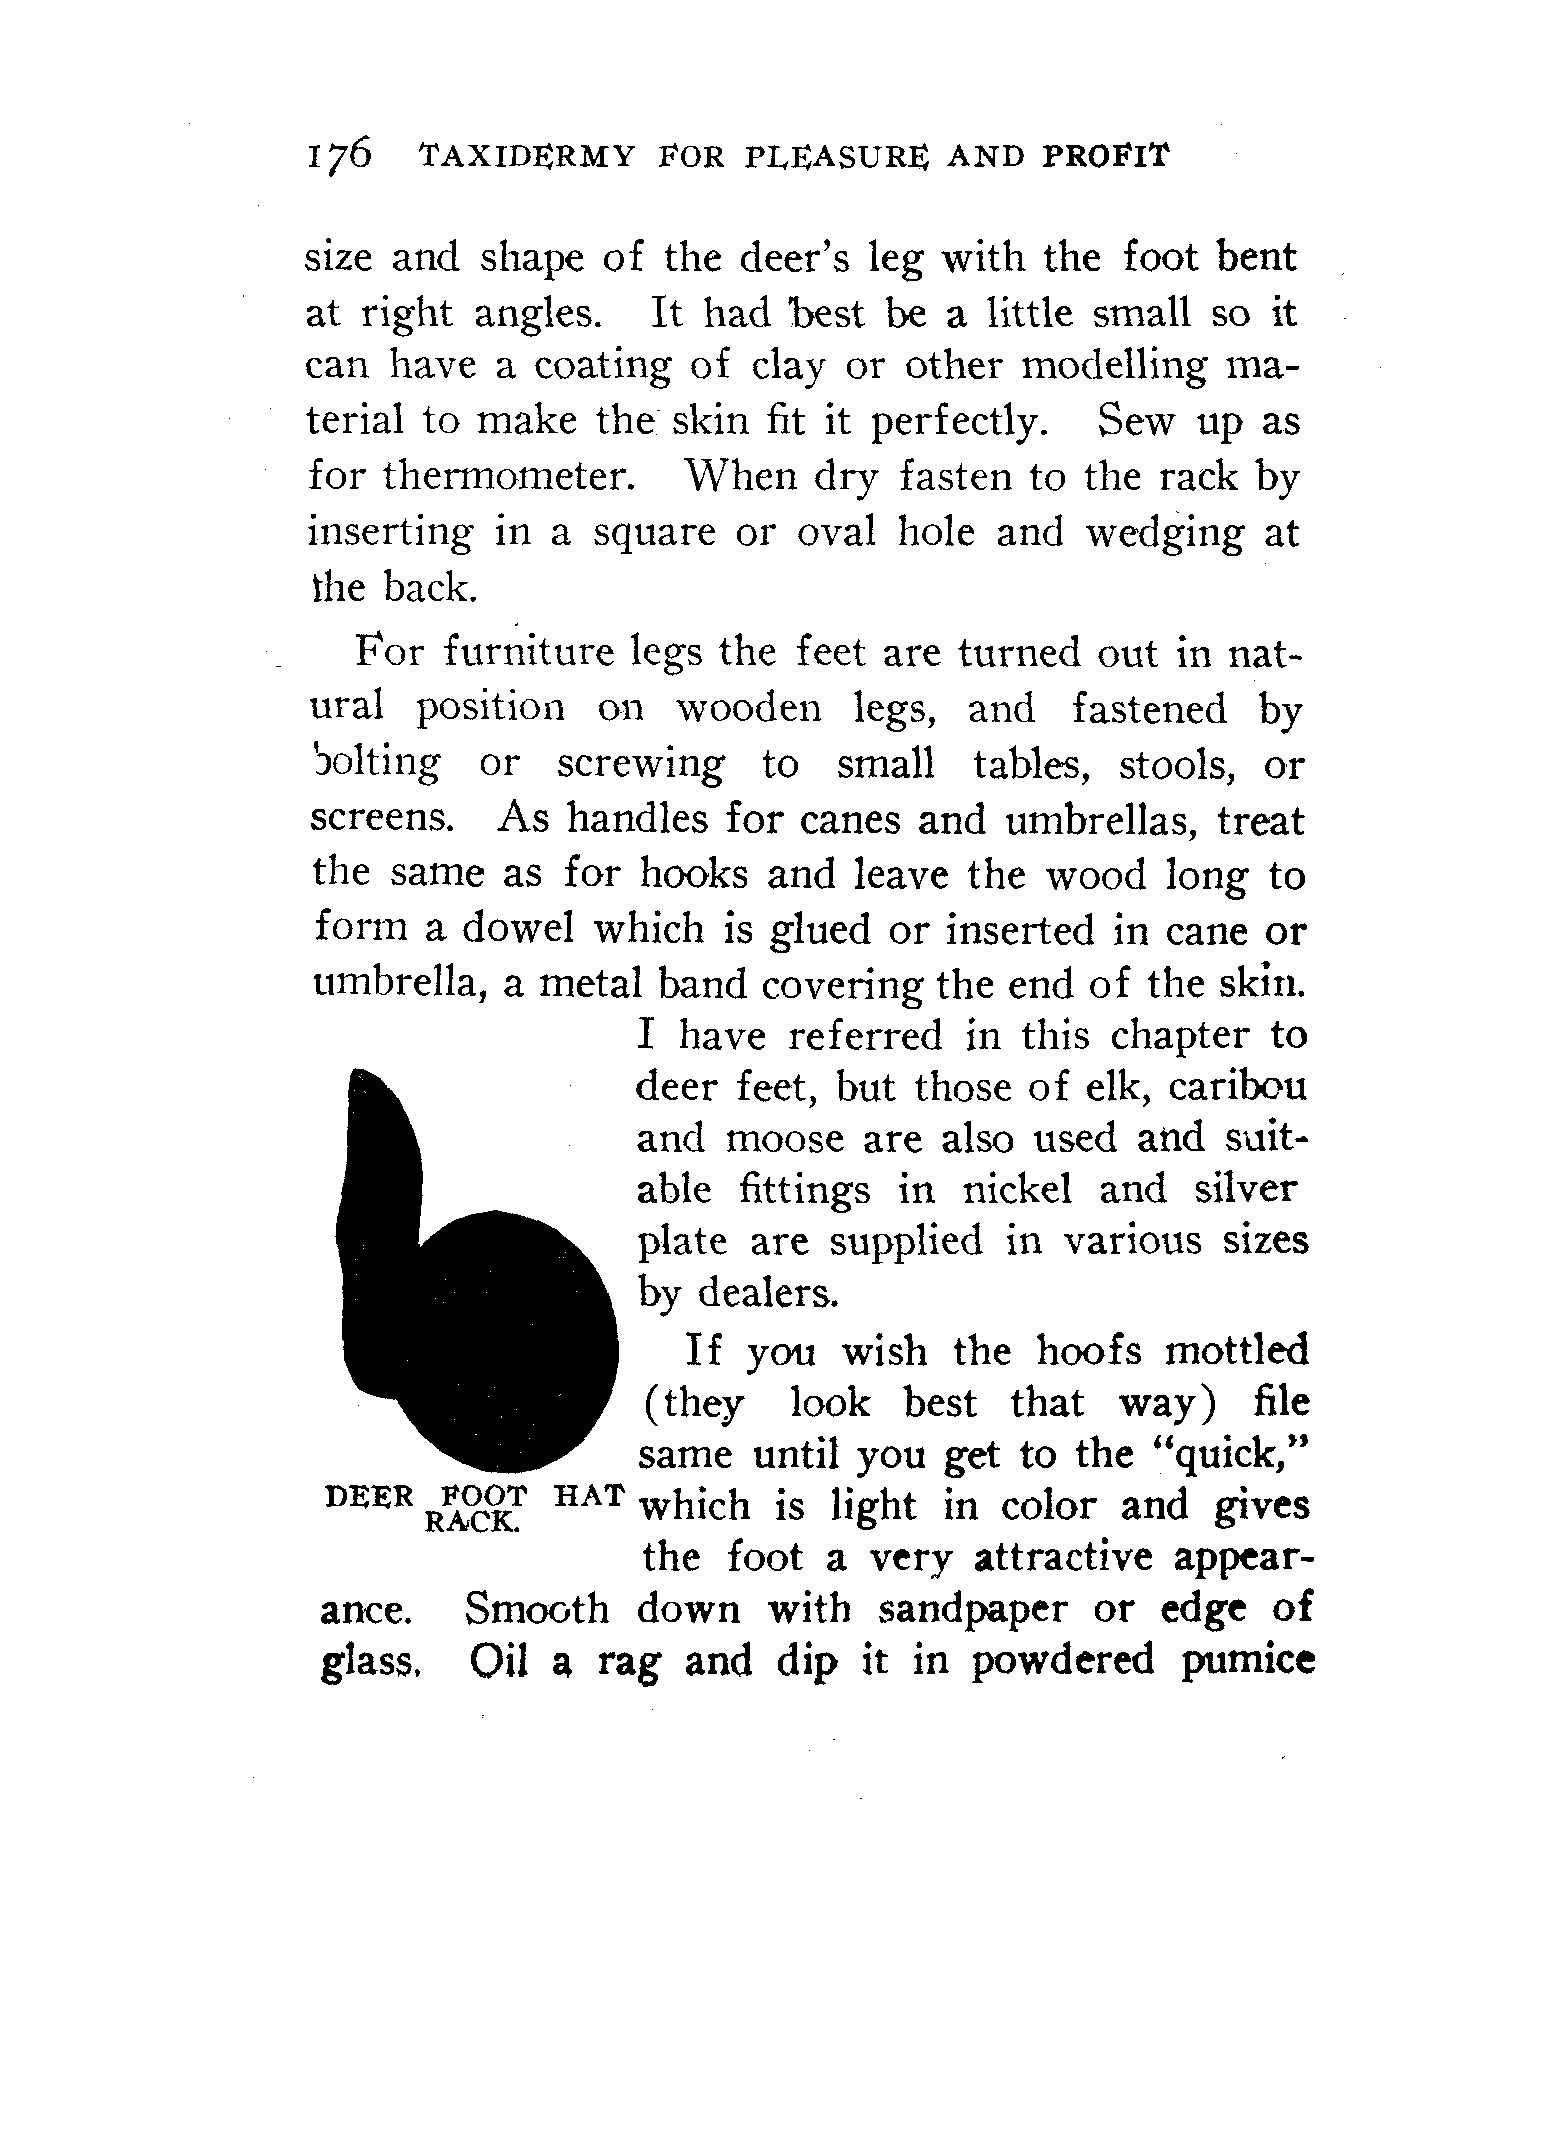 176 TAXIDERMY FOR PLEASURE AND PROFIT
size and shape of the deer's leg with the foot bent
at right angles. It had best be a little small so it
can have a coating of clay or other modelling ma-
terial to make the skin fit it perfectly. Sew up as
for thermometer. When dry fasten to the rack by
inserting in a square or oval hole and wedging at
the back.
For furniture legs the feet are turned out in nat-
ural position on wooden legs, and fastened by
bolting or screwing to small tables, stools, or
screens. As handles for canes and umbrellas, treat
the same as for hooks and leave the wood long to
form a dowel which is glued or inserted in cane or
umbrella, a metal band covering the end of the skin.
I have referred in this chapter to
deer feet, but those of elk, caribou
and moose are also used and suit-
able fittings in nickel and silver
plate are supplied in various sizes
by dealers.
If you wish the hoofs mottled
(they look best that way) file
same until you get to the "quick,"
which is light in color and gives
the foot a very attractive appear-
ance. Smooth down with sandpaper or edge of
glass. Oil a rag and dip it in powdered pumice
DEER FOOT HAT
RACK.